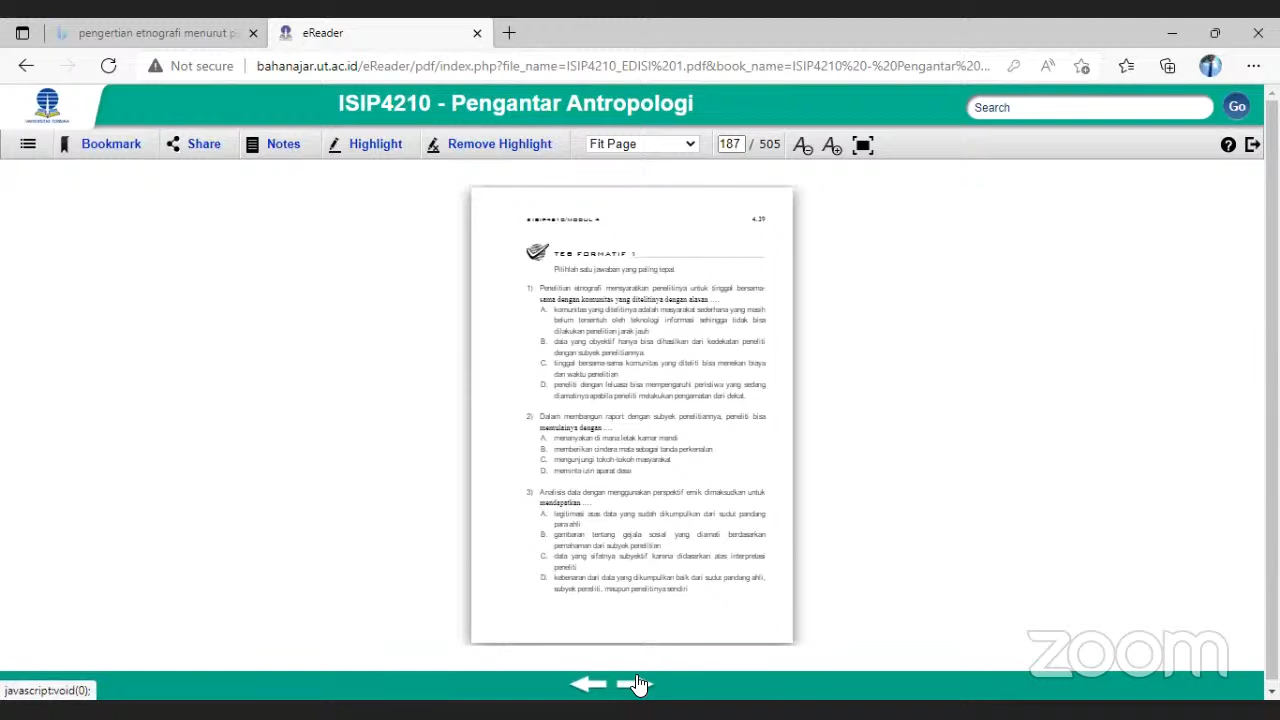 pengertian etnografi menurut p
eReader
Not secure
bahanajar.ut.ac.id/eReader/pdf/index.php?file_name=ISIP4210_EDISI%201.pdf&book_name=ISIP4210%20-%20Pengantar%20...
ISIP4210 - Pengantar Antropologi
Search
Go
Bookmark
Share
Notes
Highlight
Remove Highlight
Fit Page
187 / 505
4.39
TES FORMATIF 1
Pilihlah satu jawaban yang paling tepat
1) Penelitian etnografi mensyaratkan penelitinya untuk tinggal bersama-
sama dengan komunitas yang ditelitinya dengan alasan ....
A. komunitas yang ditelitinya adalah masyarakat sederhana yang masih
belum tersentuh oleh teknologi informasi sehingga tidak bisa
dilakukan penelitian jarak jauh
B. data yang obyektif hanya bisa dihasilkan dari kedekatan peneliti
dengan subyek penelitiannya
C. tinggal bersama-sama komunitas yang diteliti bisa menekan biaya
dan waktu penelitian
D. peneliti dengan leluasa bisa mempengaruhi peristiwa yang sedang
diamatinya apabila peneliti melakukan pengamatan dari dekat.
2) Dalam membangun raport dengan subyek penelitiannya, peneliti bisa
memulainya dengan ....
A. menanyakan di mana letak kamar mandi
B. memberikan cindera mata sebagai tanda perkenalan
C. mengunjungi tokoh-tokoh masyarakat
D. meminta izin aparat desa
3) Analisis data dengan menggunakan perspektif emik dimaksudkan untuk
mendapatkan ....
A. legitimasi atas data yang sudah dikumpulkan dari sudut pandang
para ahli
B. gambaran tentang gejala sosial yang diamati berdasarkan
pemahaman dari subyek penelitian
C. data yang sifatnya subyektif karena didasarkan atas interpretasi
peneliti
D. kebenaran dari data yang dikumpulkan baik dari sudut pandang ahli,
subyek peneliti, maupun penelitinya sendiri
zoom
javascript:void(0);